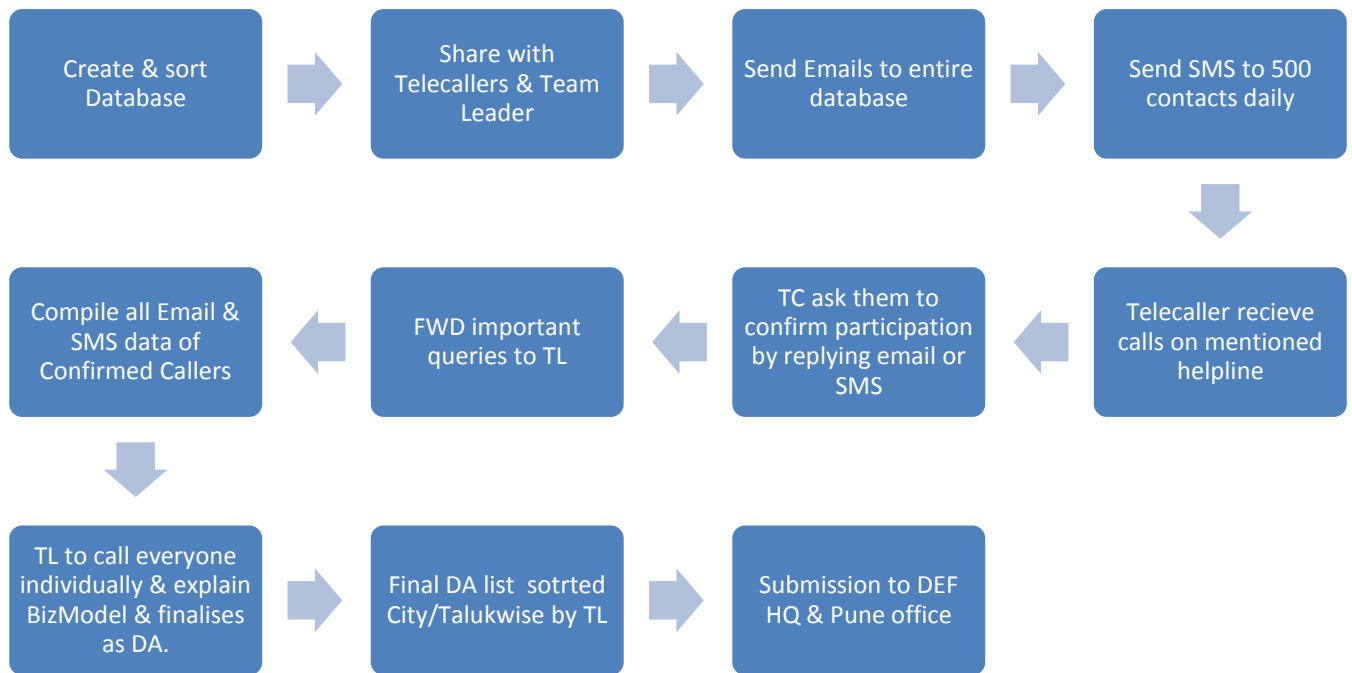 Create & sort
Database
Share with
Telecallers & Team
Leader
Send Emails to entire
database
Send SMS to 500
contacts daily
Telecaller recieve
calls on mentioned
helpline
TC ask them to
confirm participation
by replying email or
SMS
FWD important
queries to TL
Compile all Email &
SMS data of
Confirmed Callers
TL to call everyone
individually & explain
BizModel & finalises
as DA.
Final DA list  sotrted
City/Talukwise by TL
Submission to DEF
HQ & Pune office